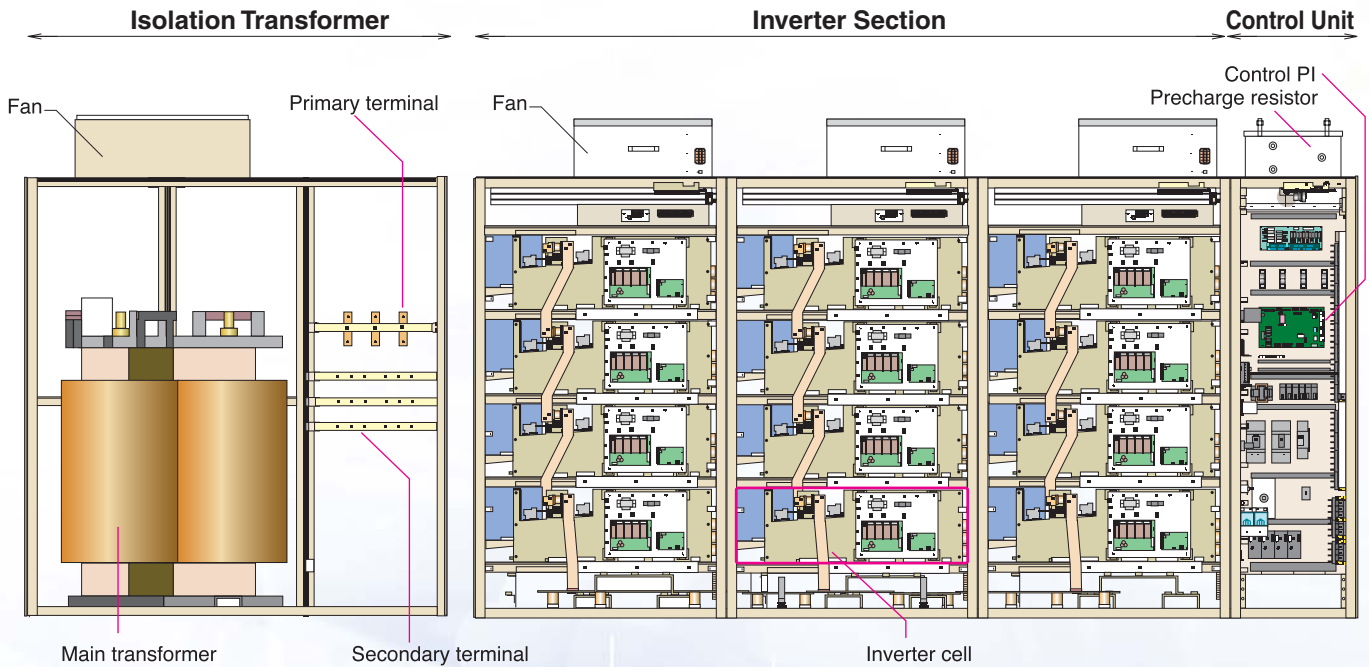 Isolation Transformer
Inverter Section
Control Unit
Control PI
Precharge resistor
Fan
Primary terminal
Fan
Main transformer
Secondary terminal
Inverter cell